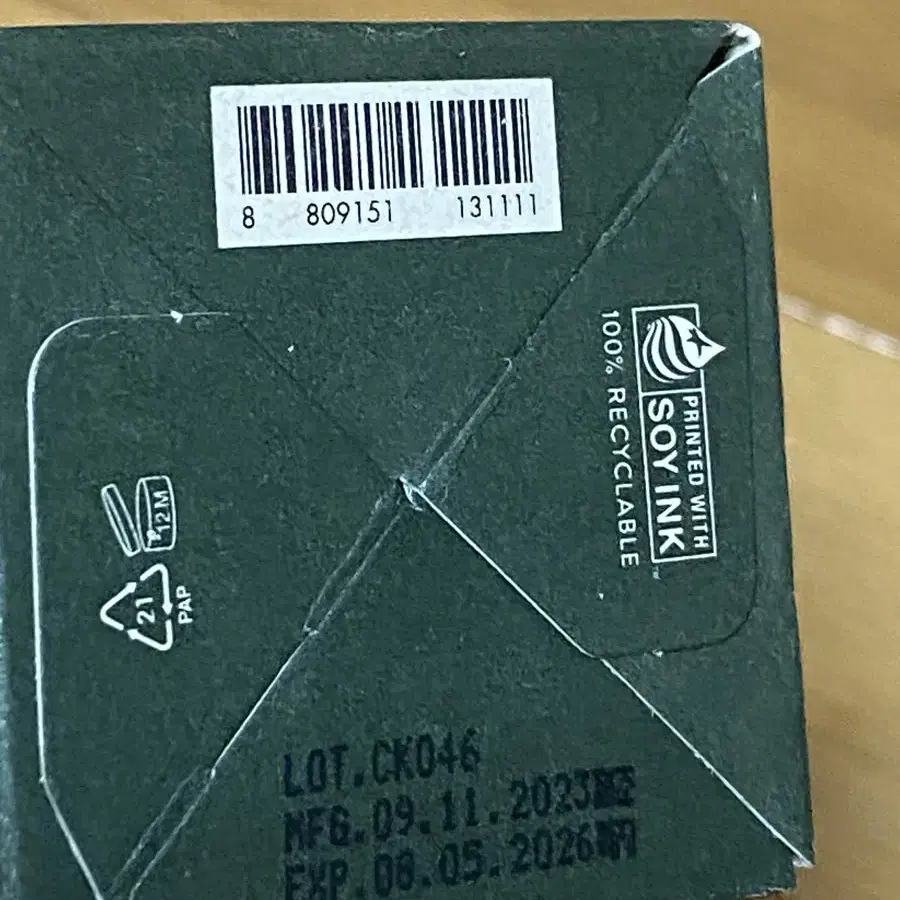 8 809151 131111
PRINTED WITH
SOY INK
100% RECYCLABLE
12M
21
PAP
LOT.CK046
MFG.09.11.2023
EXP.08.05.2026